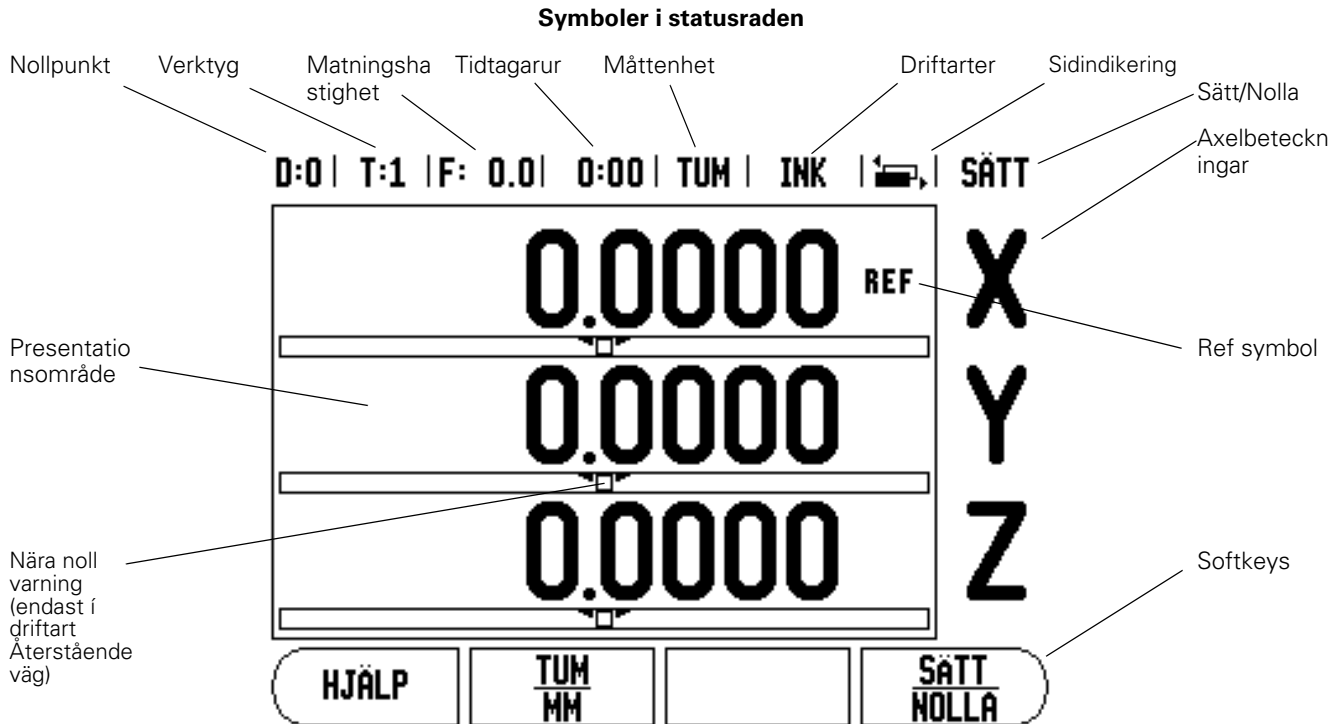 Symboler i statusraden
Nollpunkt
Verktyg
Matningsha
stighet
Tidtagarur
Måttenhet
Driftarter
Sidindikering
Sätt/Nolla
Axelbeteckn
ingar
D:0 | T:1 | F: 0.0 | 0:00 | TUM | INK | | SÄTT
0.0000 REF X
Presentatio
nsområde
Ref symbol
0.0000 Y
Nära noll
varning
(endast í
driftart
Återstående
väg)
0.0000 Z
Softkeys
HJÄLP
TUM
MM
SÄTT
NOLLA